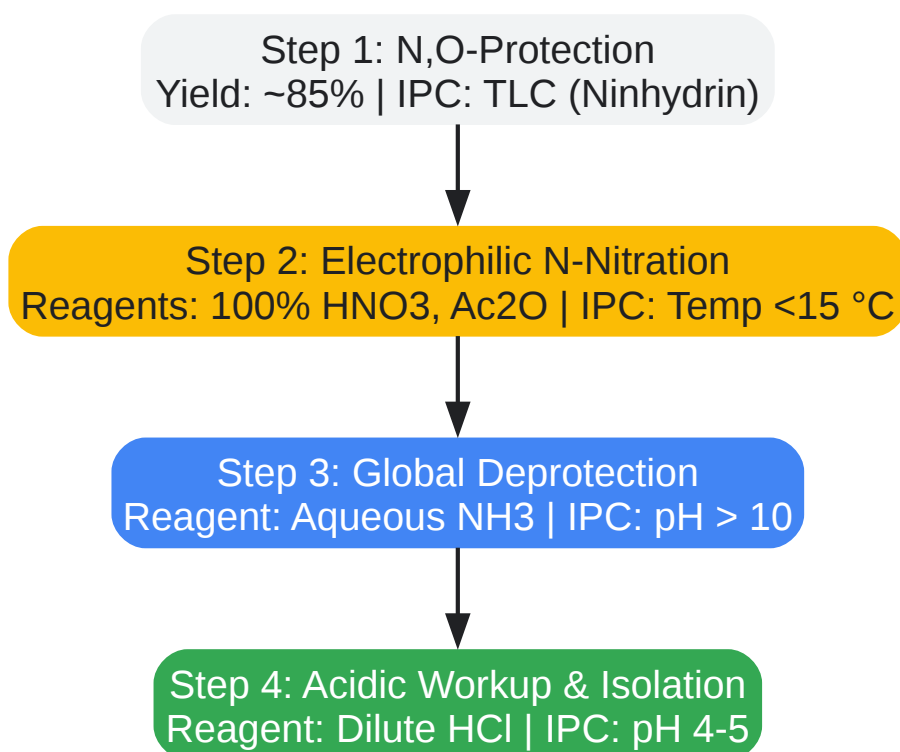 Step 1: N,O-Protection
Yield: ~85% | IPC: TLC (Ninhydrin)
Step 2: Electrophilic N-Nitration
Reagents: 100% HNO3, Ac2O | IPC: Temp <15 °C
Step 3: Global Deprotection
Reagent: Aqueous NH3 | IPC: pH > 10
Step 4: Acidic Workup & Isolation
Reagent: Dilute HCl | IPC: pH 4-5